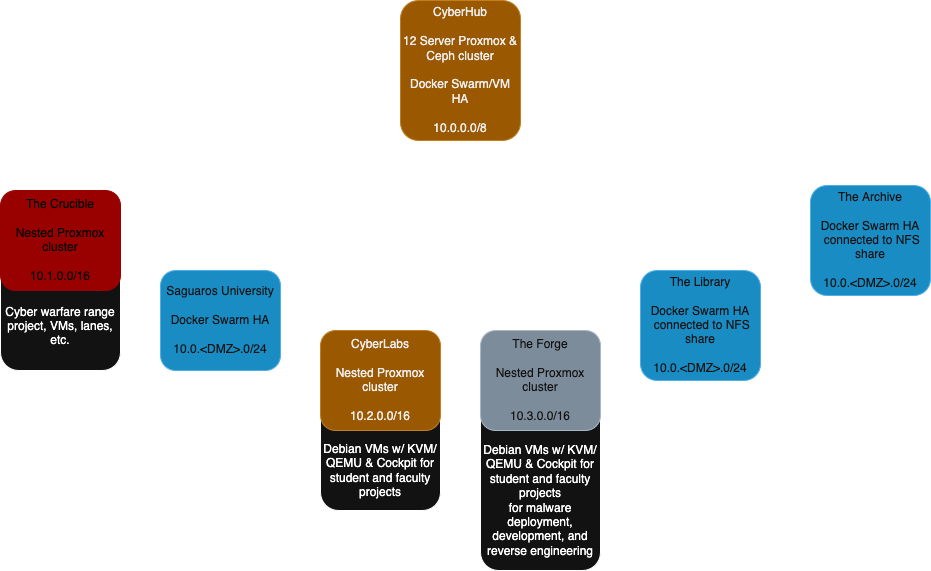 CyberHub
12 Server Proxmox &
Ceph cluster
Docker Swarm/VM
HA
10.0.0.0/8
The Crucible
Nested Proxmox
cluster
10.1.0.0/16
Cyber warfare range
project, VMs, lanes,
etc.
Saguaros University
Docker Swarm HA
10.0.<DMZ>.0/24
CyberLabs
Nested Proxmox
cluster
10.2.0.0/16
Debian VMs w/ KVM/
QEMU & Cockpit for
student and faculty
projects
The Forge
Nested Proxmox
cluster
10.3.0.0/16
Debian VMs w/ KVM/
QEMU & Cockpit for
student and faculty
projects
for malware
deployment,
development, and
reverse engineering
The Library
Docker Swarm HA
connected to NFS
share
10.0.<DMZ>.0/24
The Archive
Docker Swarm HA
connected to NFS
share
10.0.<DMZ>.0/24